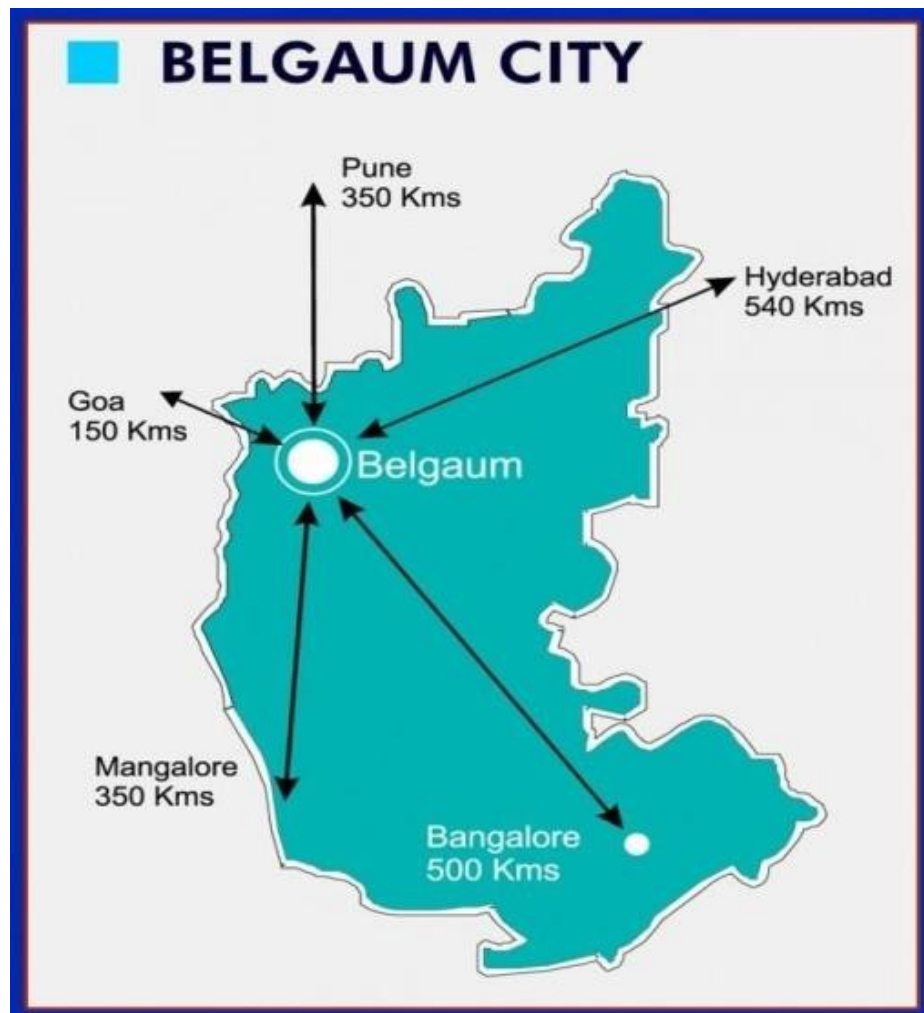 BELGAUM CITY
Pune
350 Kms
Hyderabad
540 Kms
Goa
150 Kms
Belgaum
Mangalore
350 Kms
Bangalore
500 Kms